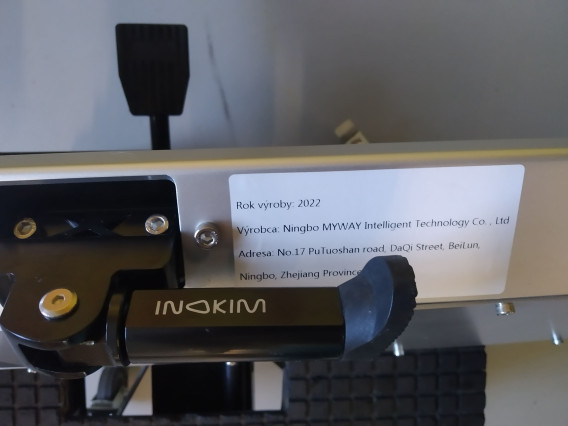 Rok výroby: 2022
Výrobca: Ningbo MYWAY Intelligent Technology Co. , Ltd
Adresa: No.17 PuTuoshan road, DaQi Street, BeiLun,
Ningbo, Zhejiang Province
INOKIM